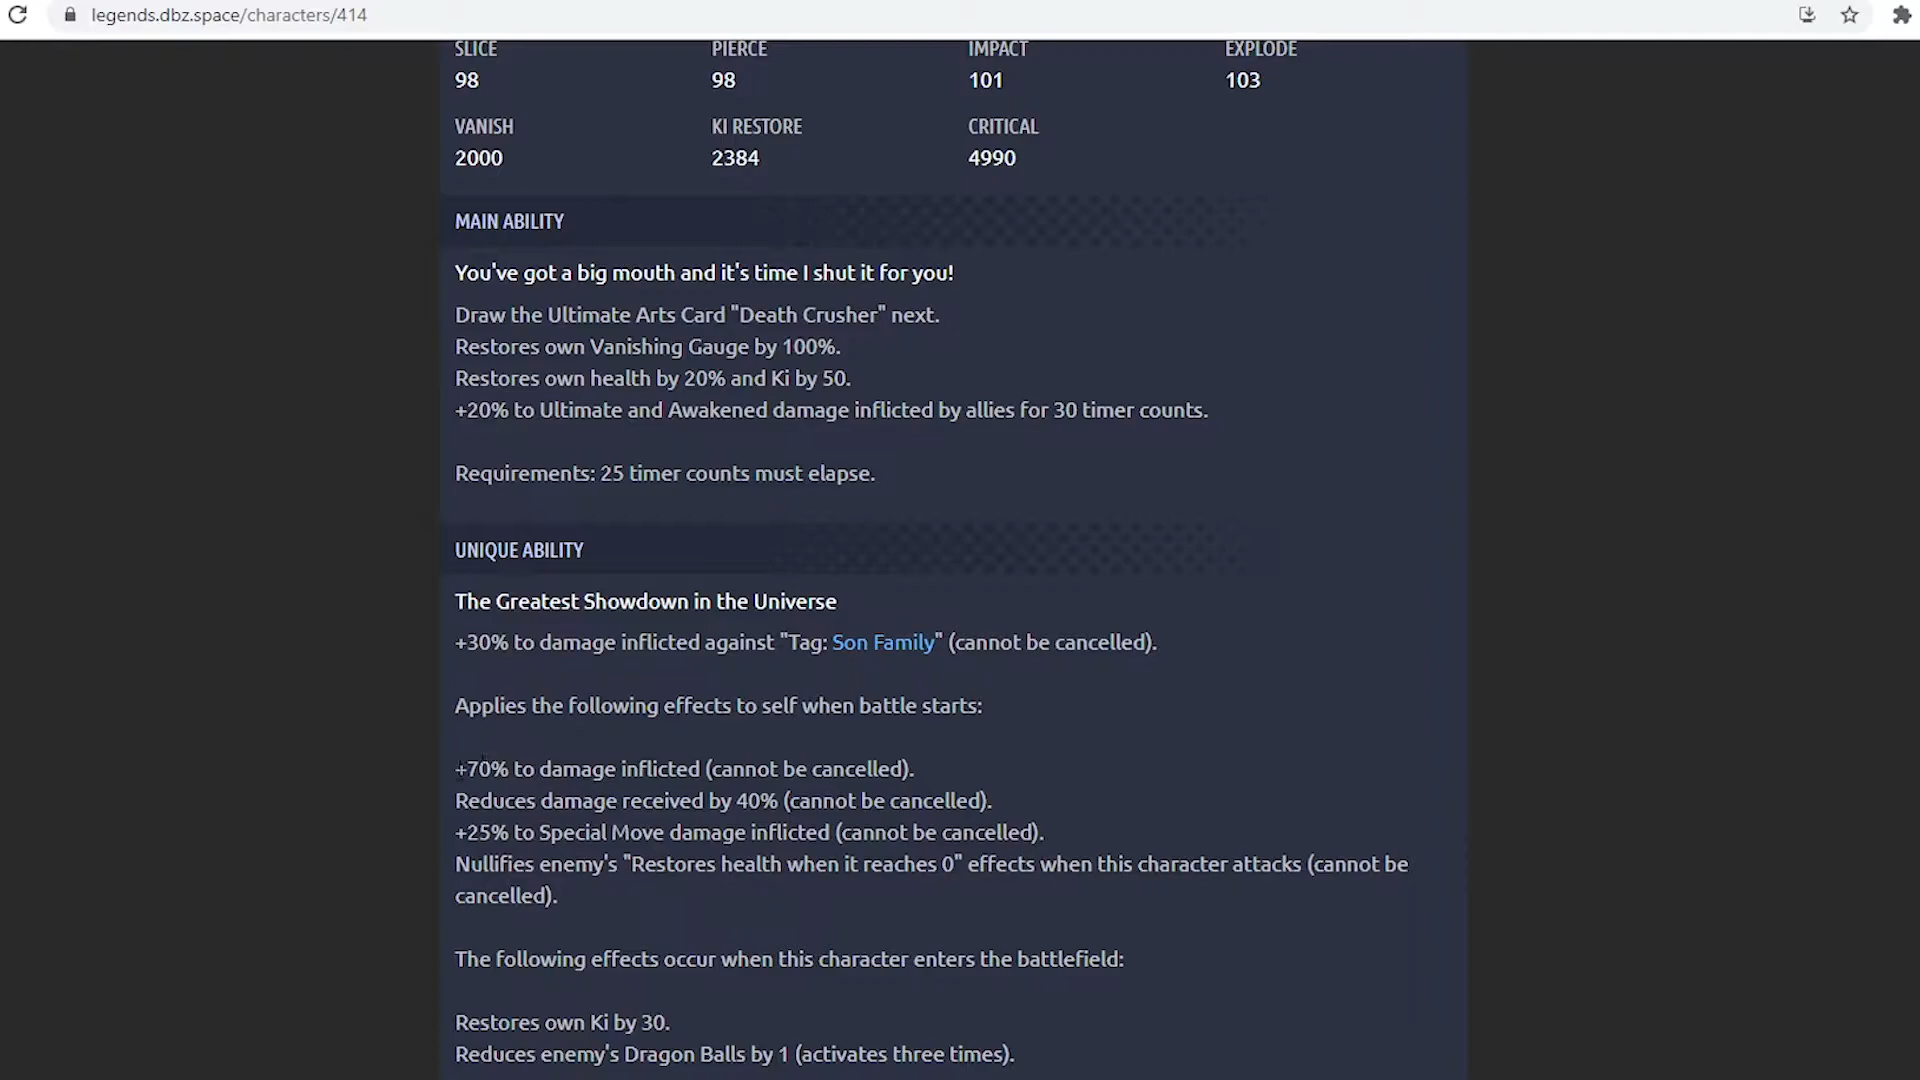 legends.dbz.space/characters/414
SLICE PIERCE IMPACT EXPLODE
98 98 101 103
VANISH KI RESTORE CRITICAL
2000 2384 4990
MAIN ABILITY
You've got a big mouth and it's time I shut it for you!
Draw the Ultimate Arts Card "Death Crusher" next.
Restores own Vanishing Gauge by 100%.
Restores own health by 20% and Ki by 50.
+20% to Ultimate and Awakened damage inflicted by allies for 30 timer counts.
Requirements: 25 timer counts must elapse.
UNIQUE ABILITY
The Greatest Showdown in the Universe
+30% to damage inflicted against "Tag: Son Family" (cannot be cancelled).
Applies the following effects to self when battle starts:
+70% to damage inflicted (cannot be cancelled).
Reduces damage received by 40% (cannot be cancelled).
+25% to Special Move damage inflicted (cannot be cancelled).
Nullifies enemy's "Restores health when it reaches 0" effects when this character attacks (cannot be
cancelled).
The following effects occur when this character enters the battlefield:
Restores own Ki by 30.
Reduces enemy's Dragon Balls by 1 (activates three times).